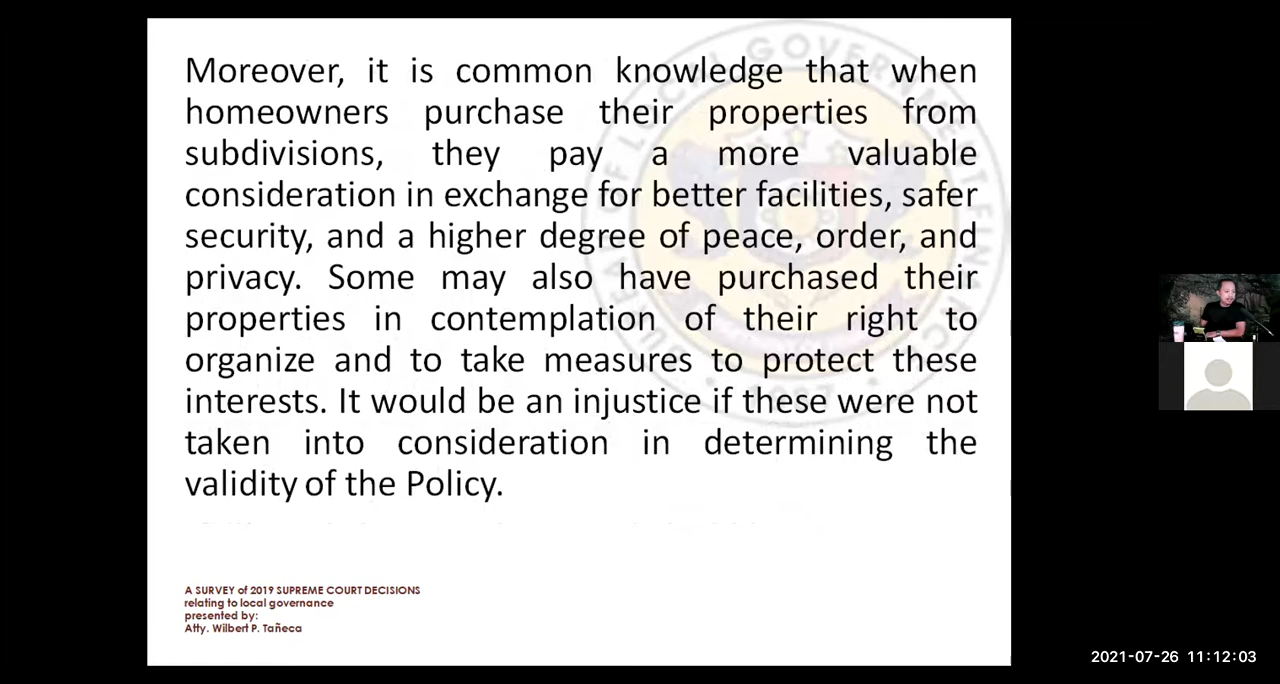 Moreover, it is common knowledge that when
homeowners purchase their properties from
subdivisions, they pay a more valuable
consideration in exchange for better facilities, safer
security, and a higher degree of peace, order, and
privacy. Some may also have purchased their
properties in contemplation of their right to
organize and to take measures to protect these
interests. It would be an injustice if these were not
taken into consideration in determining the
validity of the Policy.
A SURVEY of 2019 SUPREME COURT DECISIONS
relating to local governance
presented by:
Atty. Wilbert P. Tañeca
2021-07-26 11:12:03